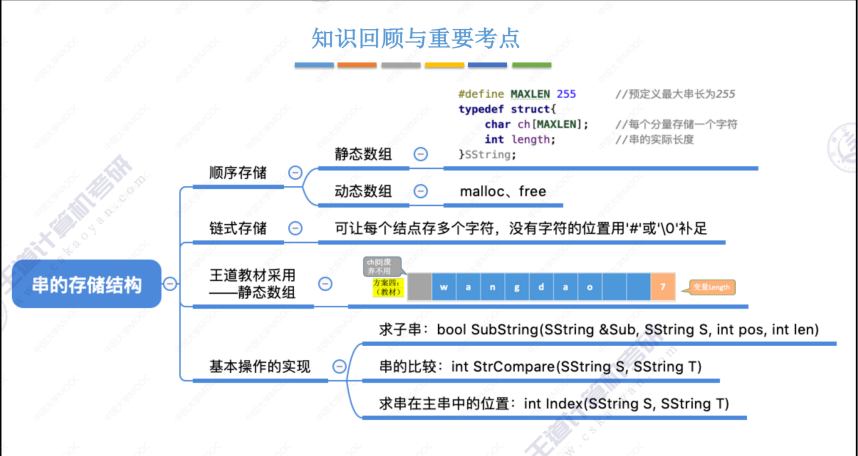 知识回顾与重要考点
#define MAXLEN 255 //预定义最大串长为255
typedef struct{
char ch[MAXLEN]; //每个分量存储一个字符
int length; //串的实际长度
}SString;
静态数组
顺序存储
动态数组
malloc、free
链式存储
可让每个结点存多个字符，没有字符的位置用'#'或'\0'补足
串的存储结构
王道教材采用
——静态数组
ch[0]废
弃不用
方案四：
（教材）
w a n g d a o 7
变量Length
求子串：bool SubString(SString &Sub, SString S, int pos, int len)
基本操作的实现
串的比较：int StrCompare(SString S, SString T)
求串在主串中的位置：int Index(SString S, SString T)
王道计算机考研
cskaoyan.com
王道计算机考研
cskaoyan.com